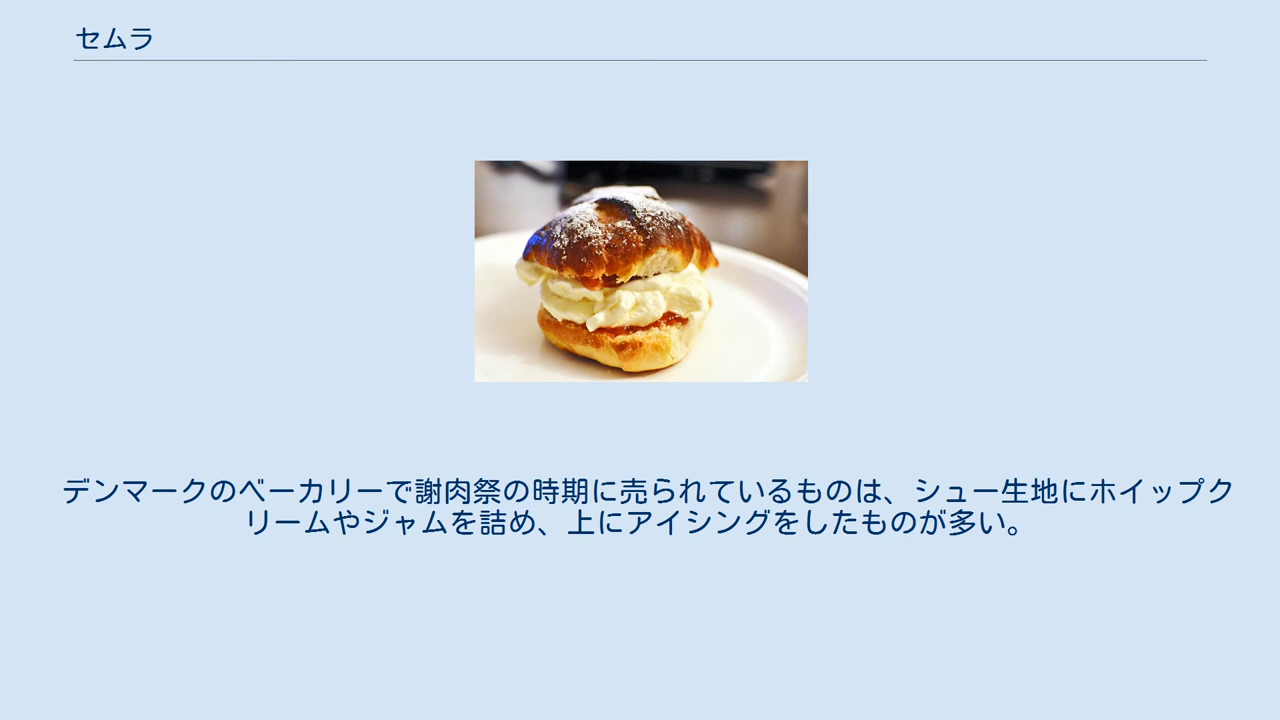 セムラ
デンマークのベーカリーで謝肉祭の時期に売られているものは、シュー生地にホイップク
リームやジャムを詰め、上にアイシングをしたものが多い。